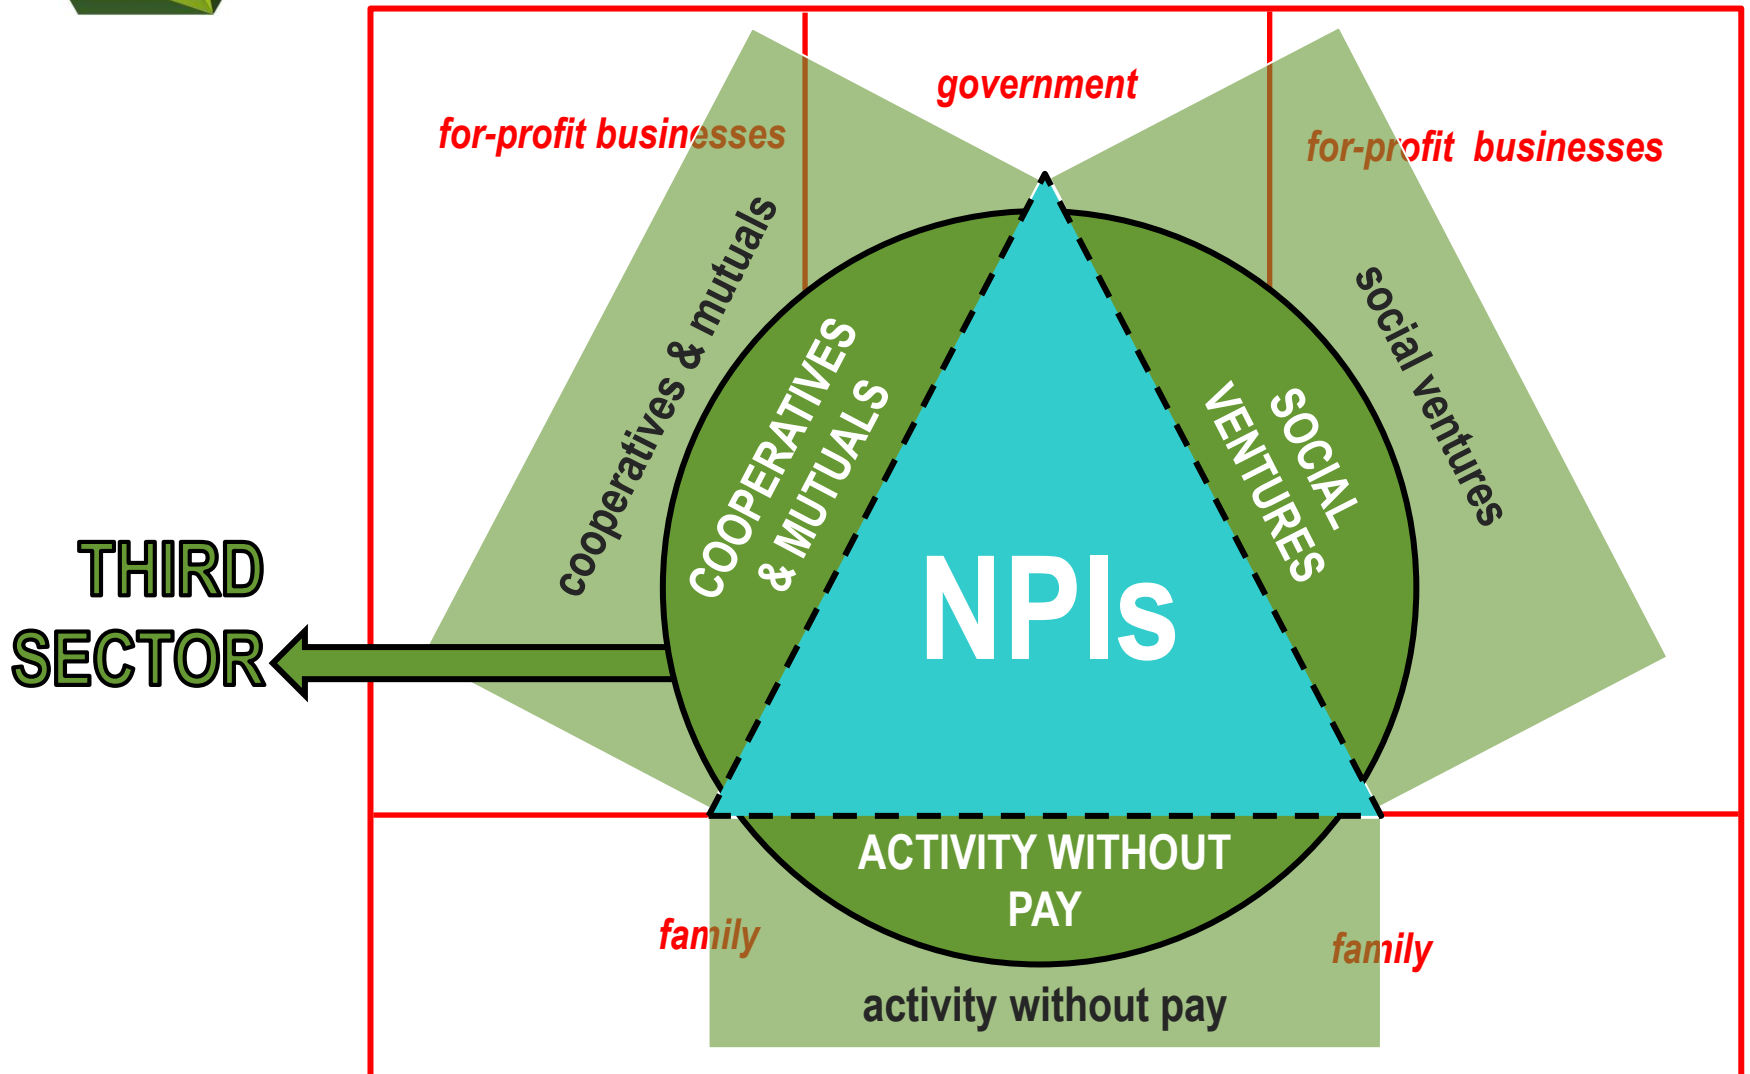 government
for-profit businesses
for-profit businesses
cooperatives & mutuals
social ventures
COOPERATIVES
& MUTUALS
SOCIAL
VENTURES
NPIs
THIRD
SECTOR
ACTIVITY WITHOUT
PAY
family
family
activity without pay